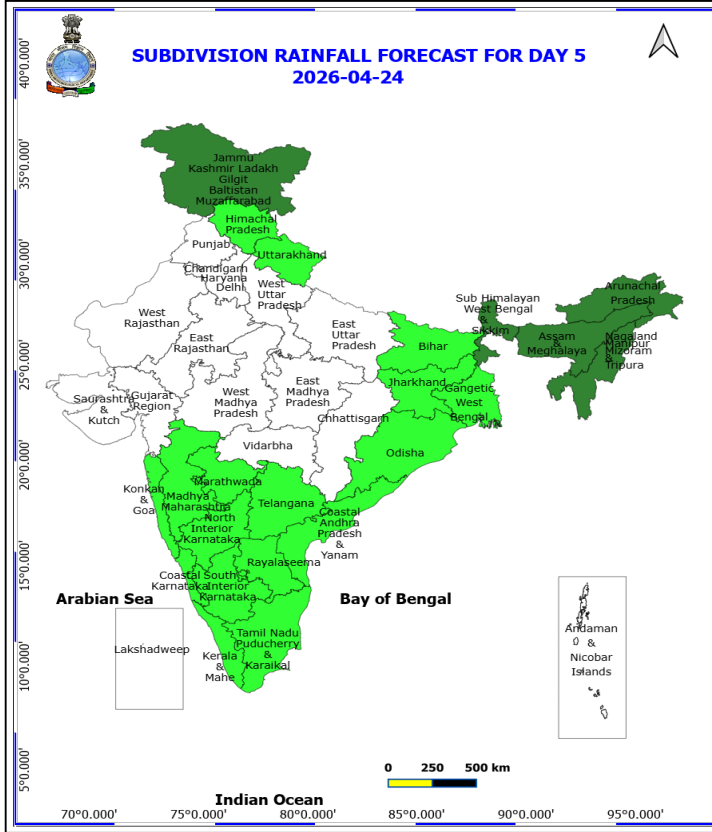 SUBDIVISION RAINFALL FORECAST FOR DAY 5
2026-04-24
40°0.000'
35°0.000'
30°0.000'
25°0.000'
20°0.000'
15°0.000'
10°0.000'
5°0.000'
Jammu
Kashmir Ladakh
Gilgit
Baltistan
Muzaffarabad
Himachal
Pradesh
Punjab
Uttarakhand
Chandigarh
Haryana
Delhi
West
Uttar
Pradesh
West
Rajasthan
East
Rajasthan
East
Uttar
Pradesh
Sub Himalayan
West Bengal
&
Sikkim
Arunachal
Pradesh
Assam
&
Meghalaya
Nagaland
Manipur
Mizoram
&
Tripura
Bihar
Jharkhand
Gangetic
West
Bengal
Saurashtra
&
Kutch
Gujarat
Region
West
Madhya
Pradesh
East
Madhya
Pradesh
Chhattisgarh
Vidarbha
Odisha
Konkan
&
Goa
Madhya
Maharashtra
Marathwada
Telangana
North
Interior
Karnataka
Coastal
Andhra
Pradesh
&
Yanam
Rayalaseema
Coastal
Karnataka
South
Interior
Karnataka
Arabian Sea
Bay of Bengal
Lakshadweep
Kerala
&
Mahe
Tamil Nadu
Puducherry
&
Karaikal
Andaman
&
Nicobar
Islands
0 250 500 km
Indian Ocean
70°0.000' 75°0.000' 80°0.000' 85°0.000' 90°0.000' 95°0.000'